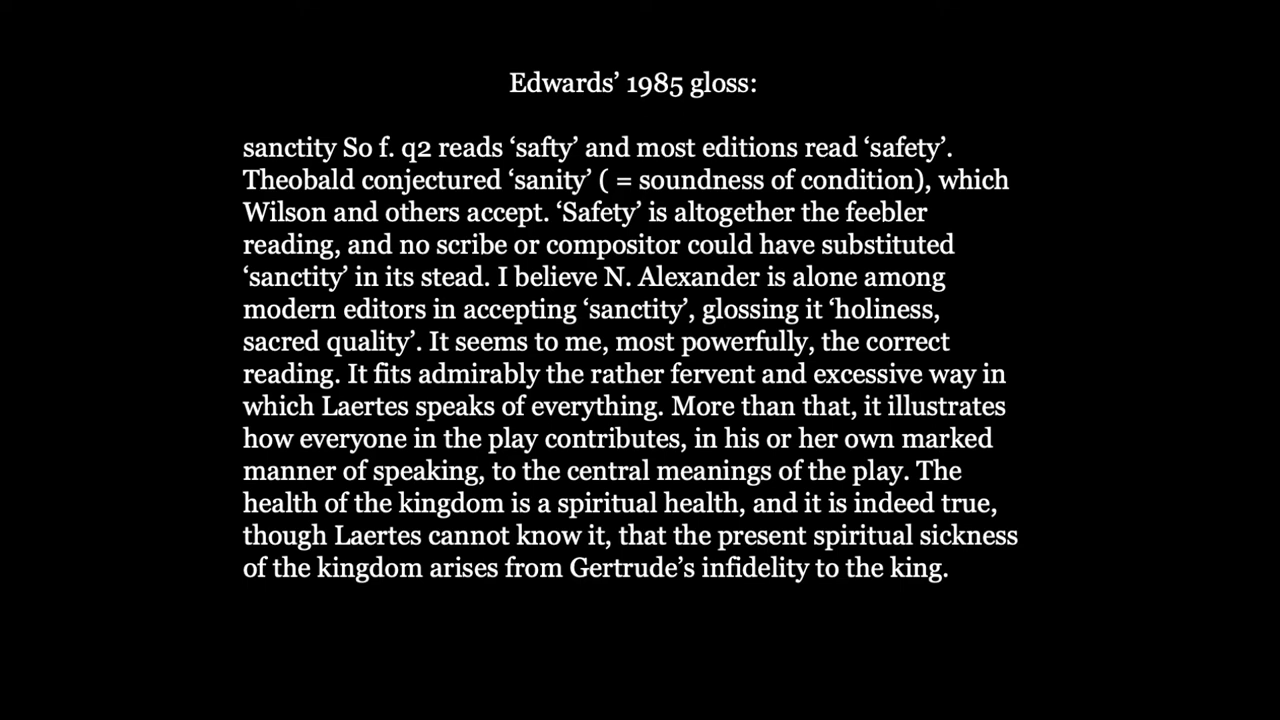 Edwards’ 1985 gloss:
sanctity So f. q2 reads ‘safty’ and most editions read ‘safety’.
Theobald conjectured ‘sanity’ ( = soundness of condition), which
Wilson and others accept. ‘Safety’ is altogether the feebler
reading, and no scribe or compositor could have substituted
‘sanctity’ in its stead. I believe N. Alexander is alone among
modern editors in accepting ‘sanctity’, glossing it ‘holiness,
sacred quality’. It seems to me, most powerfully, the correct
reading. It fits admirably the rather fervent and excessive way in
which Laertes speaks of everything. More than that, it illustrates
how everyone in the play contributes, in his or her own marked
manner of speaking, to the central meanings of the play. The
health of the kingdom is a spiritual health, and it is indeed true,
though Laertes cannot know it, that the present spiritual sickness
of the kingdom arises from Gertrude’s infidelity to the king.